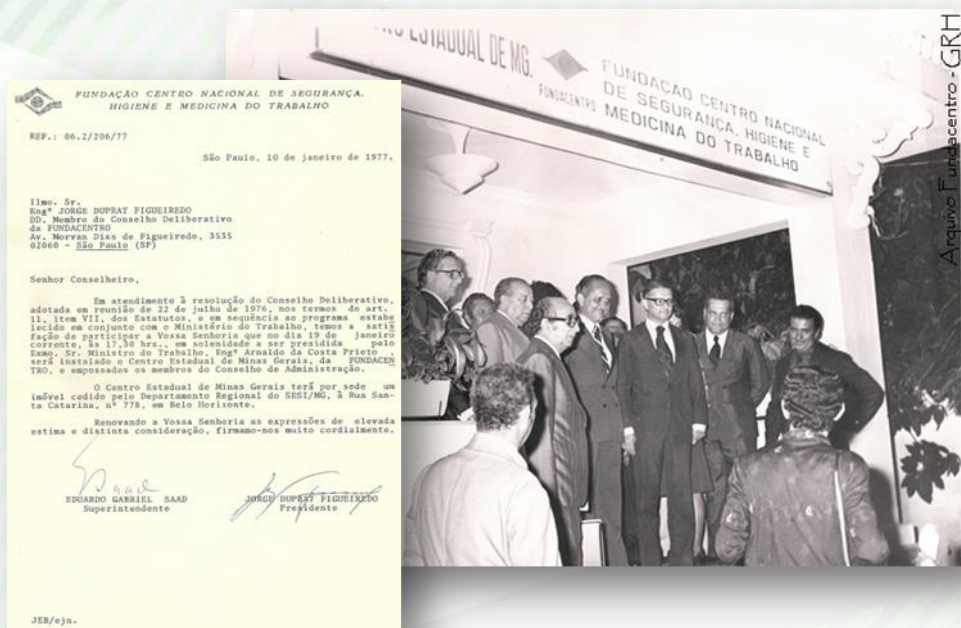 FUNDAÇÃO CENTRO NACIONAL DE SEGURANÇA,
HIGIENE E MEDICINA DO TRABALHO
REF.: 06.2/206/77
São Paulo, 10 de janeiro de 1977.
Ilmo. Sr.
Engº JORGE DUPRAT FIGUEIREDO
DD. Membro do Conselho Deliberativo
da FUNDACENTRO
Av. Morvan Dias de Figueiredo, 3535
02060 - São Paulo (SP)
Senhor Conselheiro,
Em atendimento à resolução do Conselho Deliberativo,
adotada em reunião de 22 de julho de 1976, nos termos do art.
11, item VII, dos Estatutos, e em sequência ao programa estabe
lecido em conjunto com o Ministério do Trabalho, temos a satis
fação de participar a Vossa Senhoria que no dia 19 de janeiro
corrente, às 17,30 hrs., em solenidade a ser presidida pelo
Exmo. Sr. Ministro do Trabalho, Engº Arnaldo da Costa Prieto,
será instalado o Centro Estadual de Minas Gerais, da FUNDACEN
TRO, e empossados os membros do Conselho de Administração.
O Centro Estadual de Minas Gerais terá por sede um
imóvel cedido pelo Departamento Regional do SESI/MG, à Rua San-
ta Catarina, nº 778, em Belo Horizonte.
Renovando a Vossa Senhoria as expressões de elevada
estima e distinta consideração, firmamo-nos muito cordialmente.
EDUARDO GABRIEL SAAD
Superintendente
JORGE DUPRAT FIGUEIREDO
Presidente
JEB/ejn.
ESTADUAL DE MG.
FUNDACENTRO
FUNDAÇÃO CENTRO NACIONAL
DE SEGURANÇA, HIGIENE E
MEDICINA DO TRABALHO
Arquivo Fundacentro - GRH